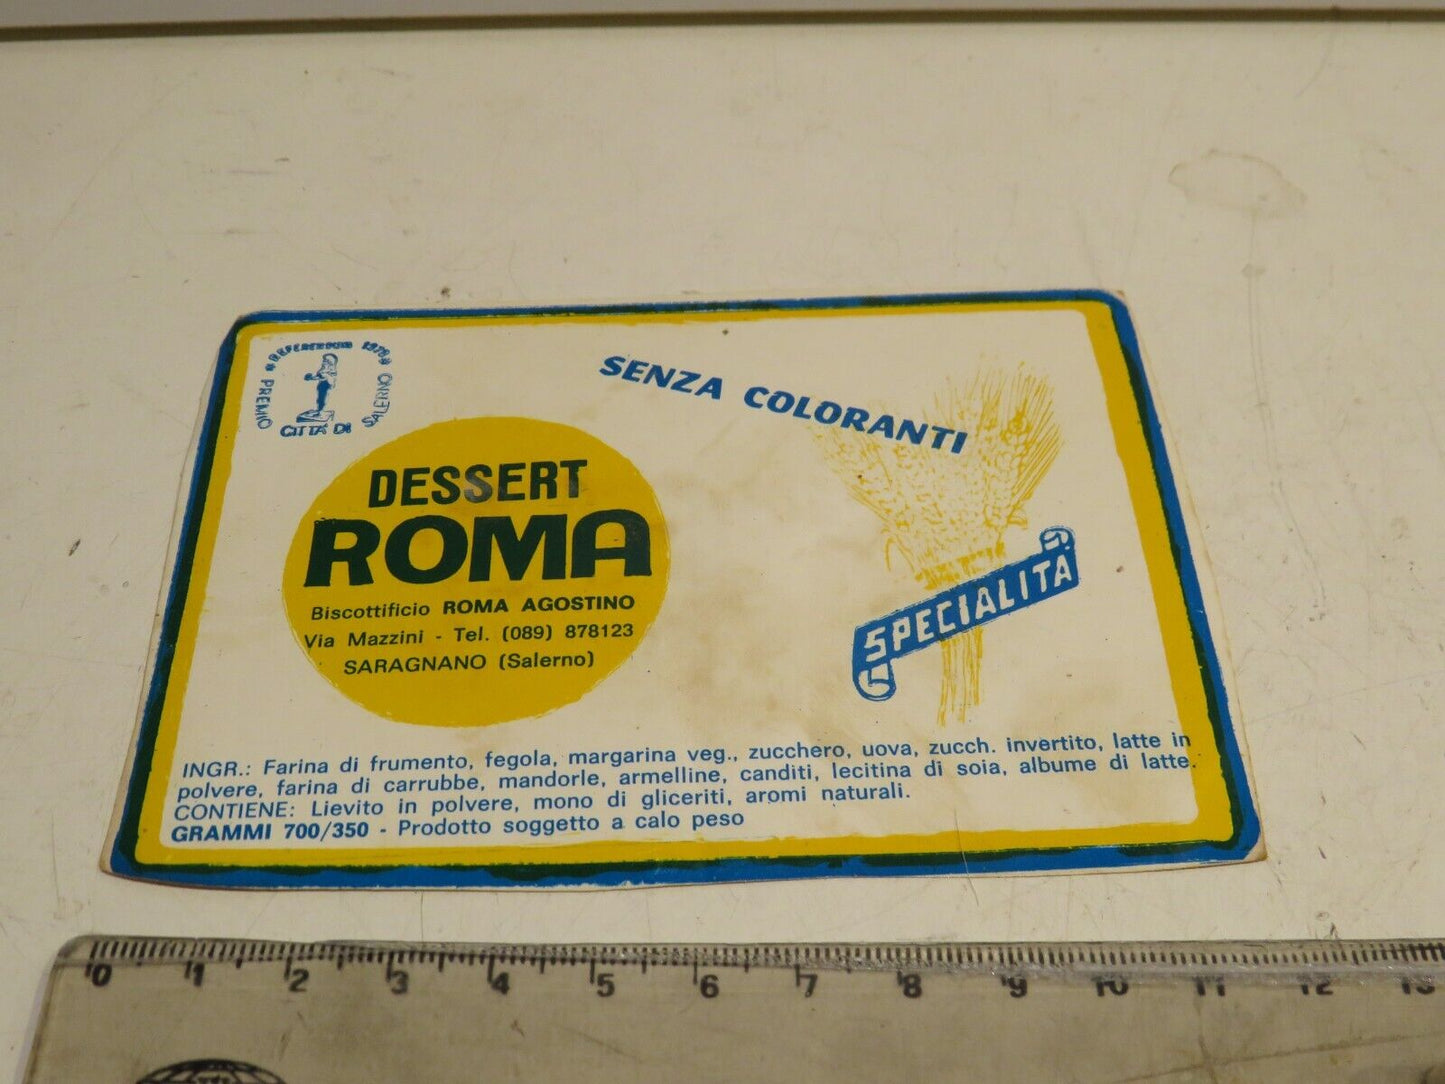 REFERENDUM 1978
PREMIO
CITTÀ DI SALERNO
SENZA COLORANTI
DESSERT
ROMA
Biscottificio ROMA AGOSTINO
Via Mazzini - Tel. (089) 878123
SARAGNANO (Salerno)
SPECIALITÀ
INGR.: Farina di frumento, fegola, margarina veg., zucchero, uova, zucch. invertito, latte in
polvere, farina di carrubbe, mandorle, armelline, canditi, lecitina di soia, albume di latte.
CONTIENE: Lievito in polvere, mono di gliceriti, aromi naturali.
GRAMMI 700/350 - Prodotto soggetto a calo peso
0 1 2 3 4 5 6 7 8 9 10 11 12 13